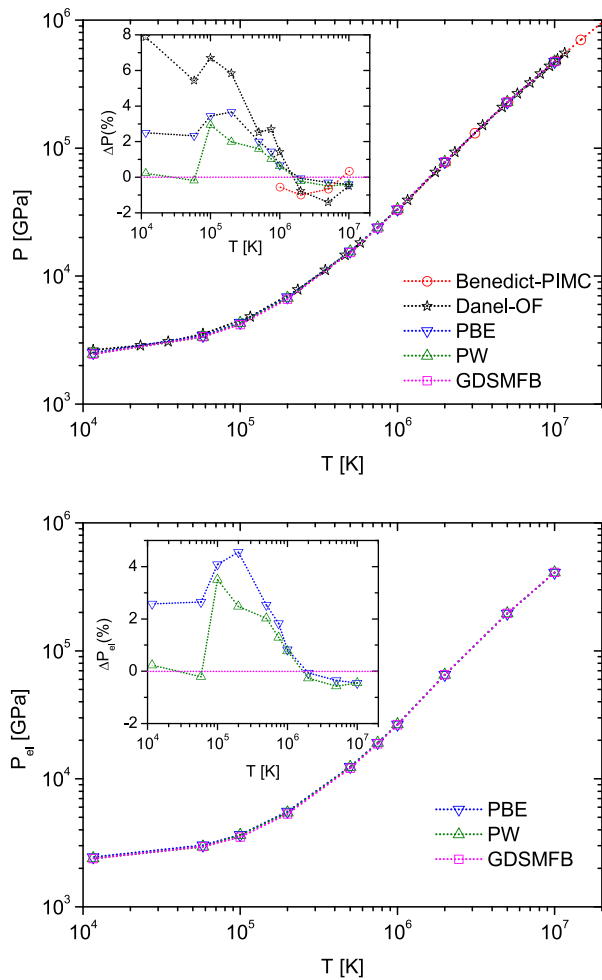 10^6
10^5
10^4
10^3
P [GPa]
8
6
4
2
0
-2
ΔP(%)
10^4 10^5 10^6 10^7
T [K]
Benedict-PIMC
Danel-OF
PBE
PW
GDSMFB
10^4 10^5 10^6 10^7
T [K]
10^6
10^5
10^4
10^3
P_el [GPa]
4
2
0
-2
ΔP_el(%)
10^4 10^5 10^6 10^7
T [K]
PBE
PW
GDSMFB
10^4 10^5 10^6 10^7
T [K]